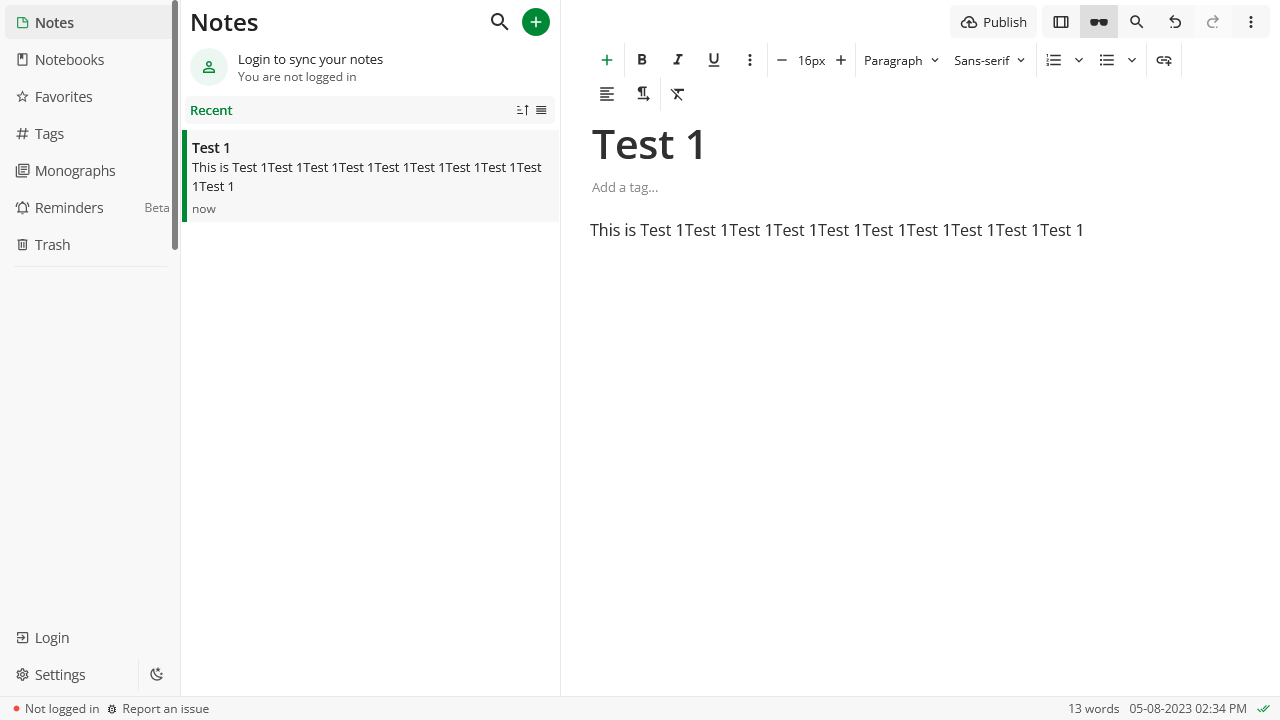 Notes
Notebooks
Favorites
Tags
Monographs
Reminders Beta
Trash
Login
Settings
Notes
Login to sync your notes
You are not logged in
Recent
Test 1
This is Test 1Test 1Test 1Test 1Test 1Test 1Test 1Test 1Test
1Test 1
now
Publish
B I U 16px Paragraph Sans-serif
Test 1
Add a tag...
This is Test 1Test 1Test 1Test 1Test 1Test 1Test 1Test 1Test 1Test 1
Not logged in Report an issue
13 words 05-08-2023 02:34 PM